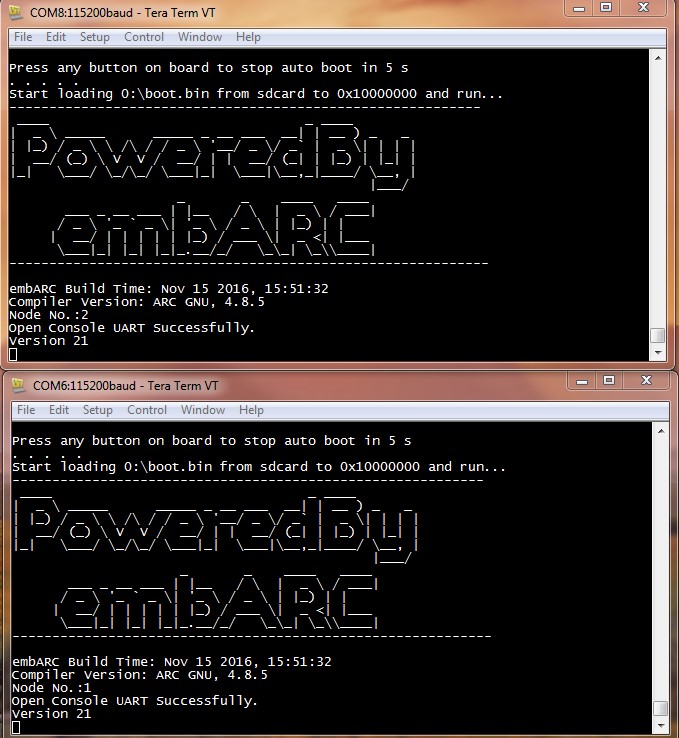 COM8:115200baud - Tera Term VT
File Edit Setup Control Window Help
Press any button on board to stop auto boot in 5 s
. . . . .
Start loading 0:\boot.bin from sdcard to 0x10000000 and run...
PoweredBy
embARC
embARC Build Time: Nov 15 2016, 15:51:32
Compiler Version: ARC GNU, 4.8.5
Node No.:2
Open Console UART Successfully.
Version 21
COM6:115200baud - Tera Term VT
File Edit Setup Control Window Help
Press any button on board to stop auto boot in 5 s
. . . . .
Start loading 0:\boot.bin from sdcard to 0x10000000 and run...
PoweredBy
embARC
embARC Build Time: Nov 15 2016, 15:51:32
Compiler Version: ARC GNU, 4.8.5
Node No.:1
Open Console UART Successfully.
Version 21